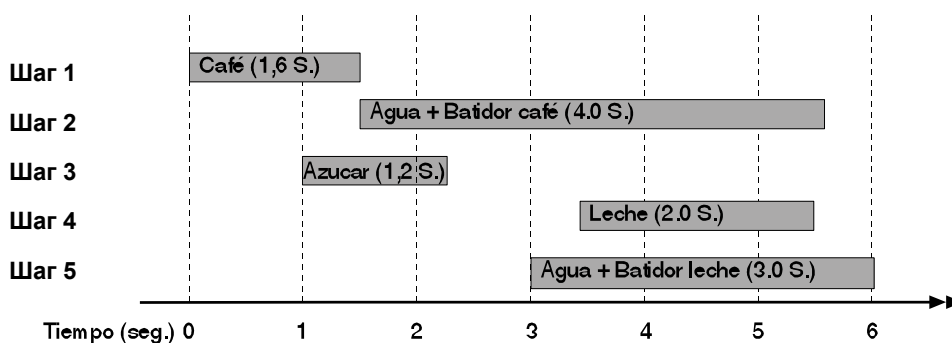 Шаг 1 Café (1,6 S.)
Шаг 2 Agua + Batidor café (4.0 S.)
Шаг 3 Azucar (1,2 S.)
Шаг 4 Leche (2.0 S.)
Шаг 5 Agua + Batidor leche (3.0 S.)
Tiempo (seg.) 0 1 2 3 4 5 6